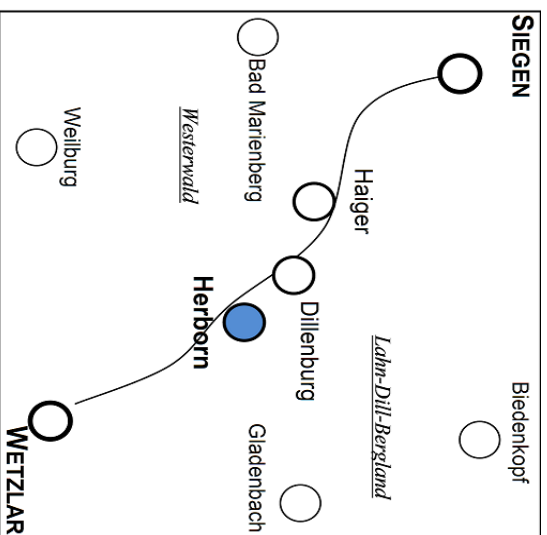 SIEGEN
Bad Marienberg
Haiger
Westerwald
Weilburg
Dillenburg
Herborn
Lahn-Dill-Bergland
Biedenkopf
Gladenbach
WETZLAR